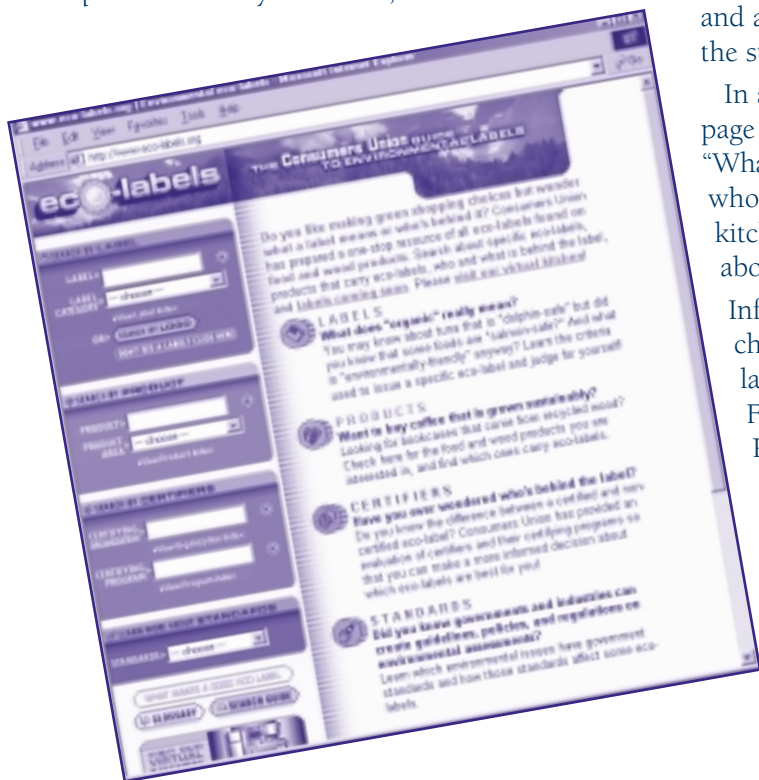 and a
the s
In a
page
“Wha
who
kitc
abo
Inf
ch
la
F
www.eco-labels.org | Environmental eco-labels - Microsoft Internet Explorer
File Edit View Favorites Tools Help
Address http://www.eco-labels.org
Go
eco-labels
THE Consumers Union GUIDE
TO ENVIRONMENTAL LABELS
Do you like making green shopping choices but wonder
what a label means or who's behind it? Consumers Union
has prepared a one-stop resource of all eco-labels found on
food and wood products. Search about specific eco-labels,
products that carry eco-labels, who and what is behind the label,
and labels coming soon. Please visit our virtual kitchen!
LABELS
What does "organic" really mean?
You may know about tuna that is "dolphin-safe" but did
you know that some foods are "salmon-safe?" And what
is "environmentally-friendly" anyway? Learn the criteria
used to issue a specific eco-label and judge for yourself.
PRODUCTS
Want to buy coffee that is grown sustainably?
Looking for bookcases that came from recycled wood?
Check here for the food and wood products you are
interested in, and find which ones carry eco-labels.
CERTIFIERS
Have you ever wondered who's behind the label?
Do you know the difference between a certified and non-
certified eco-label? Consumers Union has provided an
evaluation of certifiers and their certifying programs so
that you can make a more informed decision about
which eco-labels are best for you!
STANDARDS
Did you know governments and industries can
create guidelines, policies, and regulations on
environmental assessments?
Learn which environmental issues have government
standards and how those standards affect some eco-
labels.
LABEL
LABEL CATEGORY
-- choose --
OR
PRODUCT
PRODUCT AREA
-- choose --
CERTIFYING ORGANIZATION
CERTIFYING PROGRAM
STANDARDS
-- choose --
WHAT MAKES A GOOD ECO LABEL
GLOSSARY
SEARCH GUIDE
VIRTUAL